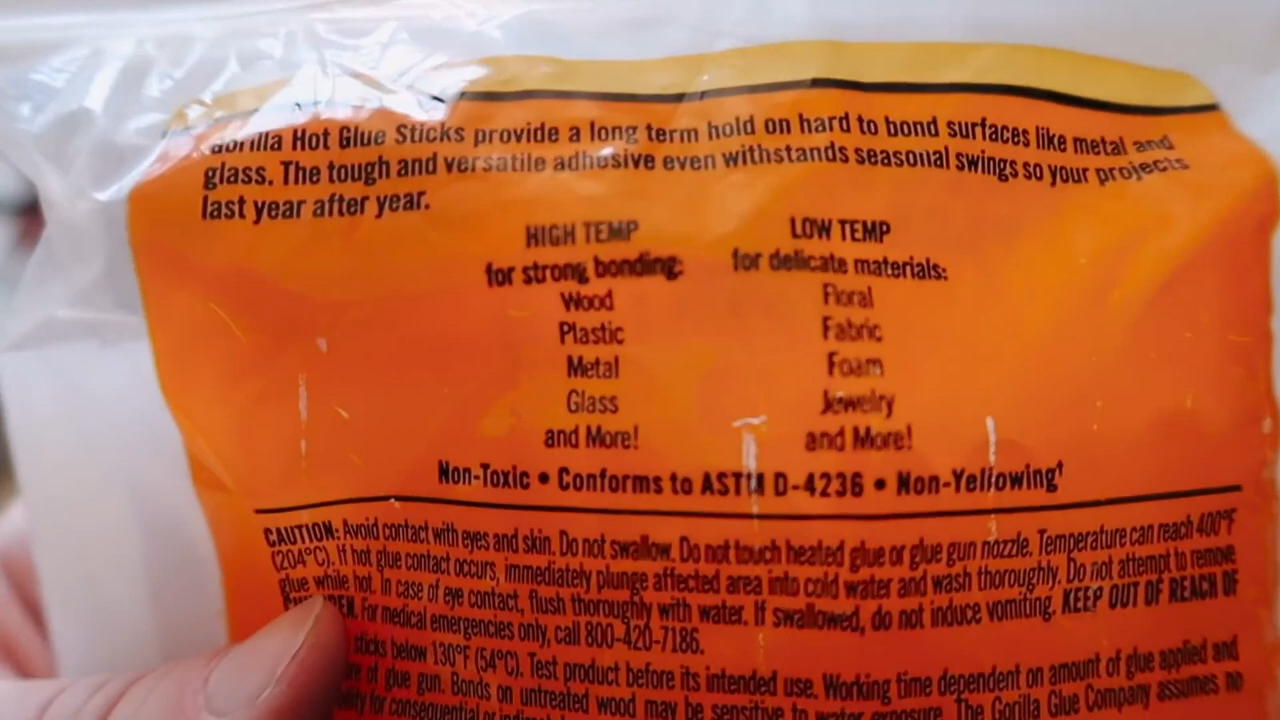 Gorilla Hot Glue Sticks provide a long term hold on hard to bond surfaces like metal and
glass. The tough and versatile adhesive even withstands seasonal swings so your projects
last year after year.
HIGH TEMP
for strong bonding:
Wood
Plastic
Metal
Glass
and More!
LOW TEMP
for delicate materials:
Floral
Fabric
Foam
Jewelry
and More!
Non-Toxic • Conforms to ASTM D-4236 • Non-Yellowing†
CAUTION: Avoid contact with eyes and skin. Do not swallow. Do not touch heated glue or glue gun nozzle. Temperature can reach 400°F
(204°C). If hot glue contact occurs, immediately plunge affected area into cold water and wash thoroughly. Do not attempt to remove
glue while hot. In case of eye contact, flush thoroughly with water. If swallowed, do not induce vomiting. KEEP OUT OF REACH OF
For medical emergencies only, call 800-420-7186.
sticks below 130°F (54°C). Test product before its intended use. Working time dependent on amount of glue applied and
of glue gun. Bonds on untreated wood may be sensitive to water exposure. The Gorilla Glue Company assumes no
for consequential or